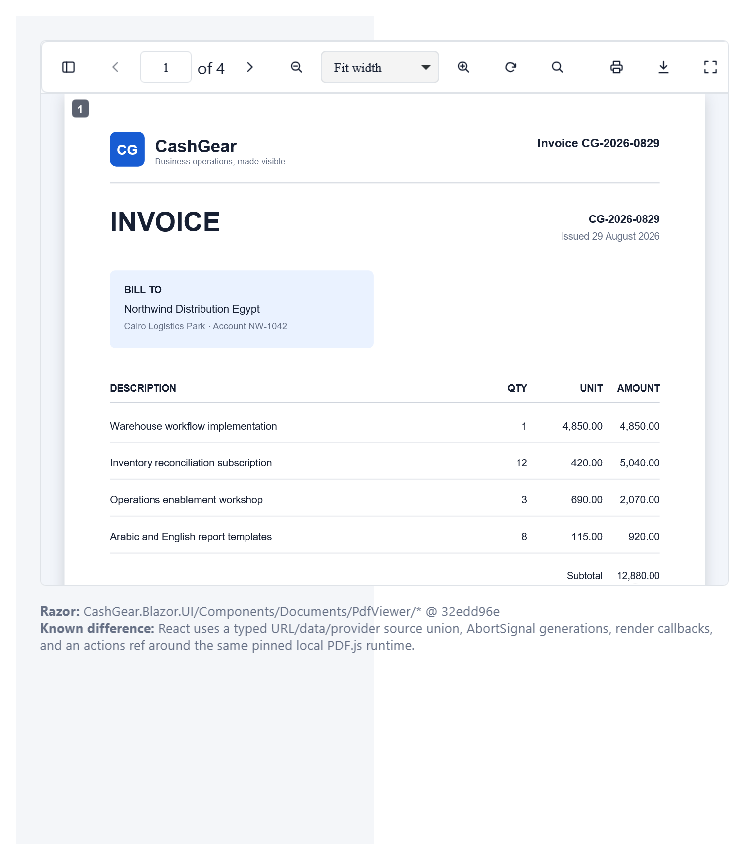 1 of 4 Fit width
1
CG CashGear Invoice CG-2026-0829
Business operations, made visible
INVOICE CG-2026-0829
Issued 29 August 2026
BILL TO
Northwind Distribution Egypt
Cairo Logistics Park · Account NW-1042
DESCRIPTION QTY UNIT AMOUNT
Warehouse workflow implementation 1 4,850.00 4,850.00
Inventory reconciliation subscription 12 420.00 5,040.00
Operations enablement workshop 3 690.00 2,070.00
Arabic and English report templates 8 115.00 920.00
Subtotal 12,880.00
Razor: CashGear.Blazor.UI/Components/Documents/PdfViewer/* @ 32edd96e
Known difference: React uses a typed URL/data/provider source union, AbortSignal generations, render callbacks,
and an actions ref around the same pinned local PDF.js runtime.